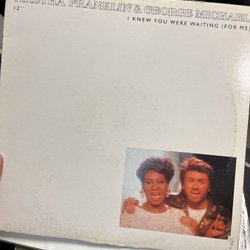 ARETHA FRANKLIN & GEORGE MICHAEL
12"
I KNEW YOU WERE WAITING (FOR ME)